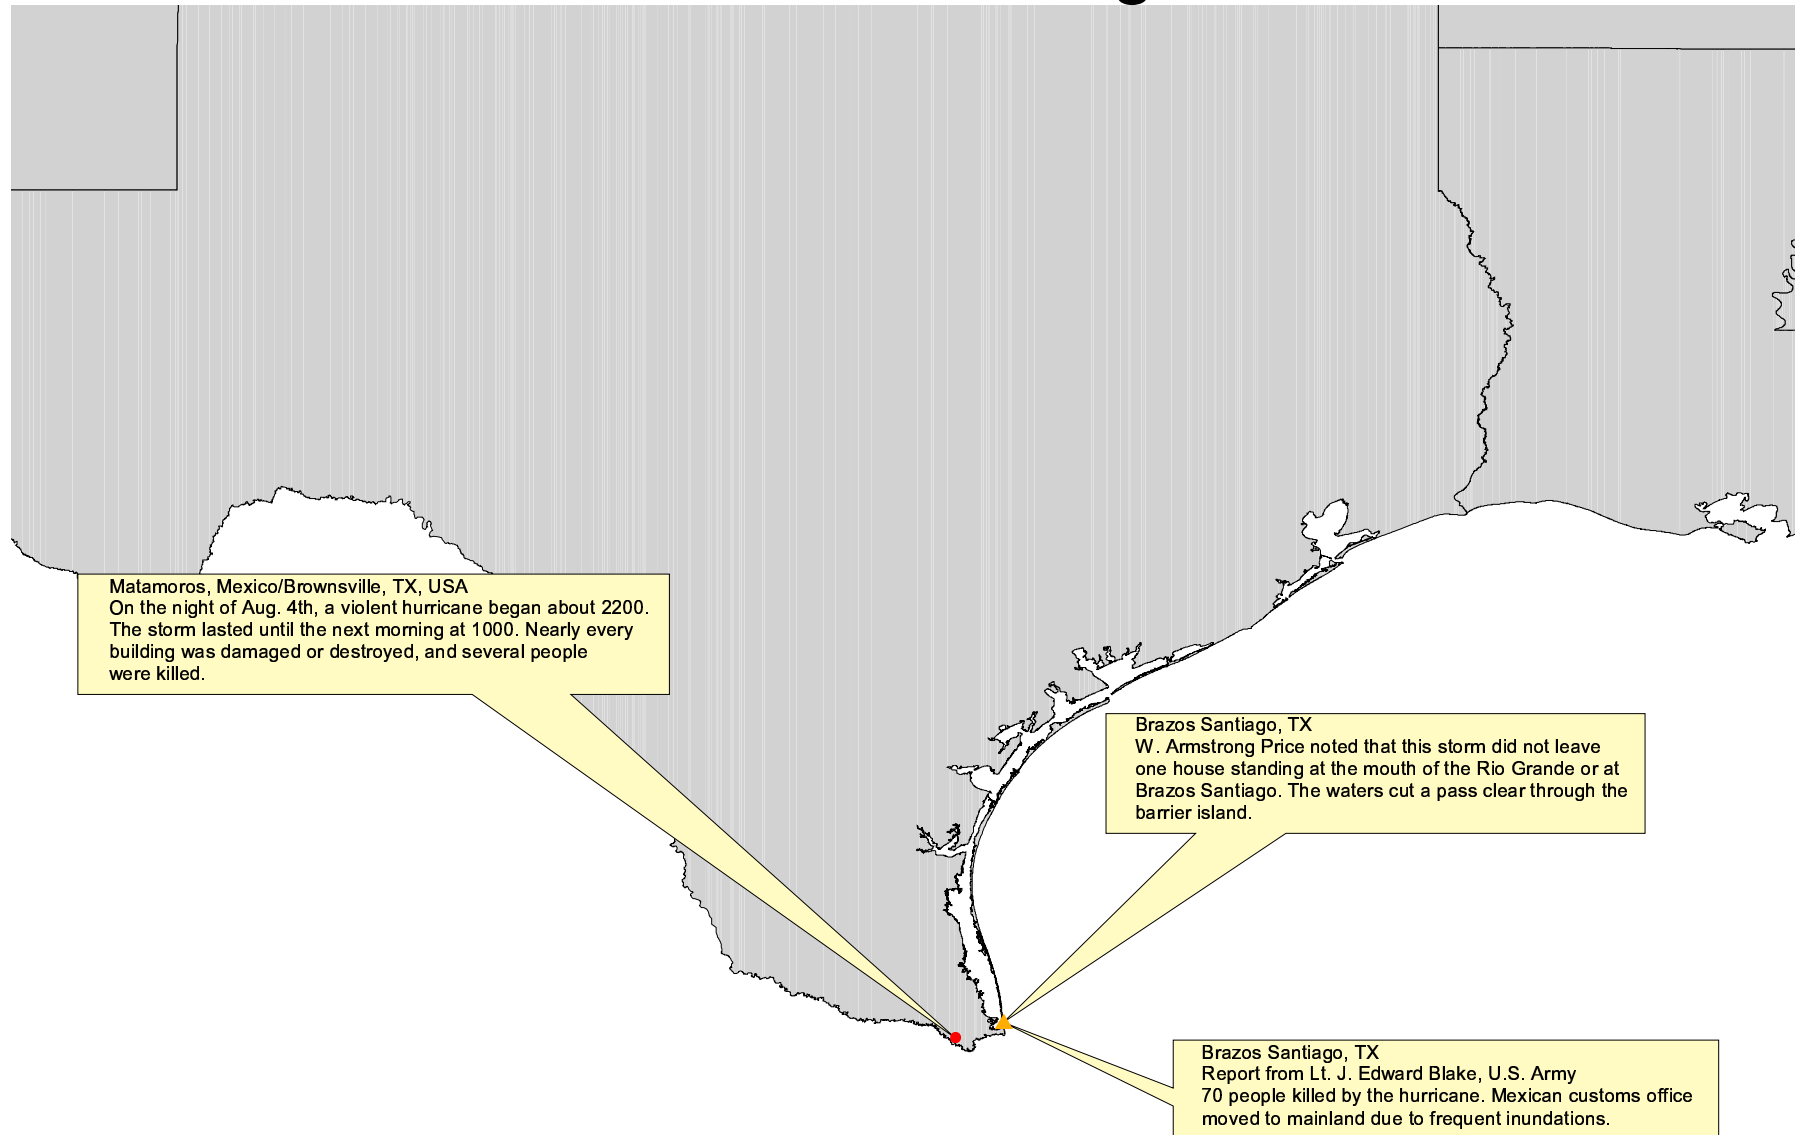 Matamoros, Mexico/Brownsville, TX, USA
On the night of Aug. 4th, a violent hurricane began about 2200.
The storm lasted until the next morning at 1000. Nearly every
building was damaged or destroyed, and several people
were killed.
Brazos Santiago, TX
W. Armstrong Price noted that this storm did not leave
one house standing at the mouth of the Rio Grande or at
Brazos Santiago. The waters cut a pass clear through the
barrier island.
Brazos Santiago, TX
Report from Lt. J. Edward Blake, U.S. Army
70 people killed by the hurricane. Mexican customs office
moved to mainland due to frequent inundations.